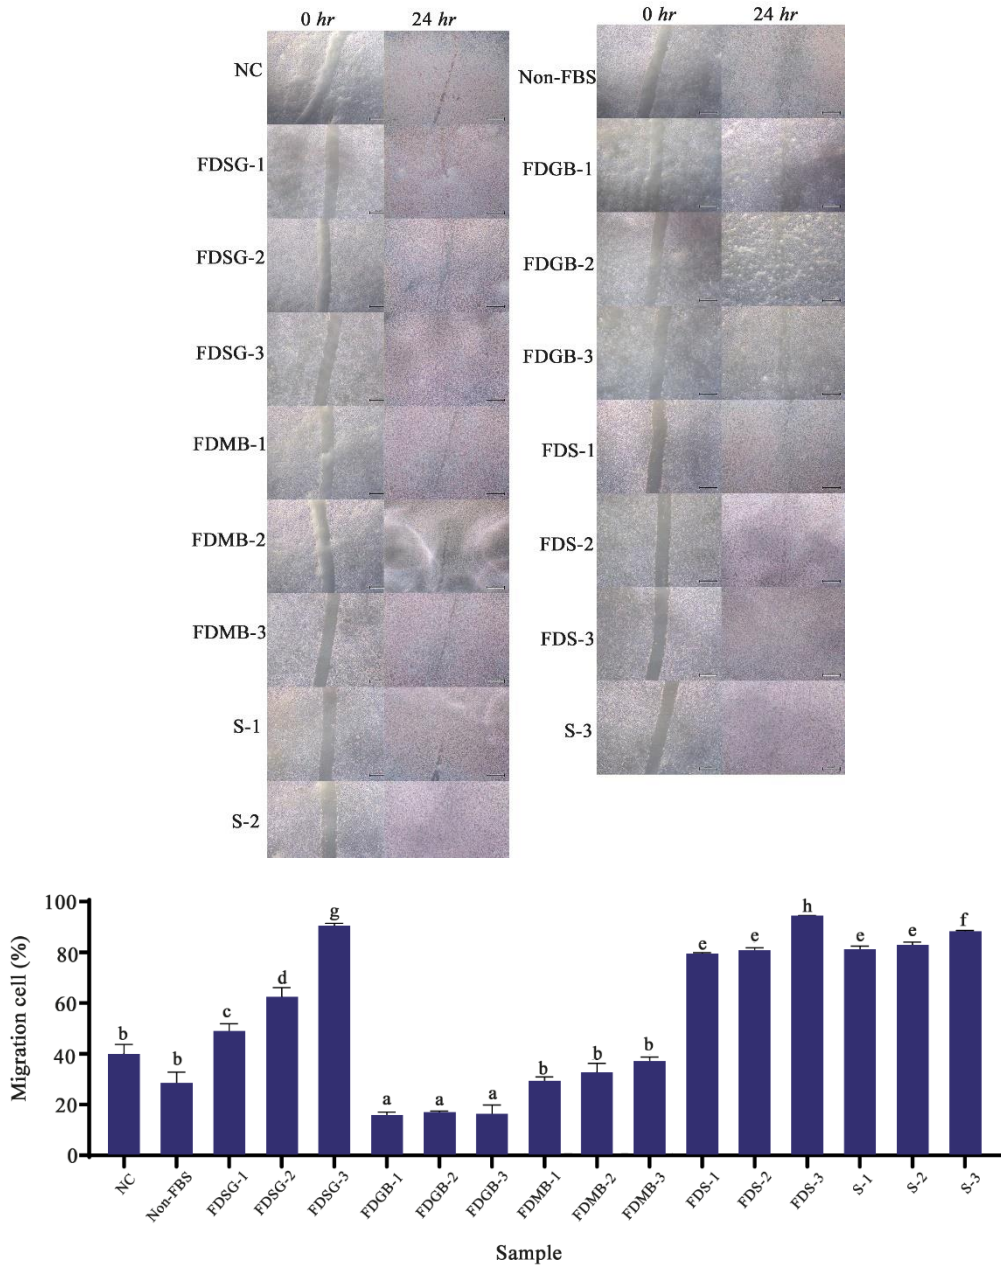 0 hr 24 hr
NC
FDSG-1
FDSG-2
FDSG-3
FDMB-1
FDMB-2
FDMB-3
S-1
S-2
0 hr 24 hr
Non-FBS
FDGB-1
FDGB-2
FDGB-3
FDS-1
FDS-2
FDS-3
S-3
Migration cell (%)
100
80
60
40
20
0
b b c d g a a a b b b e e h e e f
NC Non-FBS FDSG-1 FDSG-2 FDSG-3 FDGB-1 FDGB-2 FDGB-3 FDMB-1 FDMB-2 FDMB-3 FDS-1 FDS-2 FDS-3 S-1 S-2 S-3
Sample